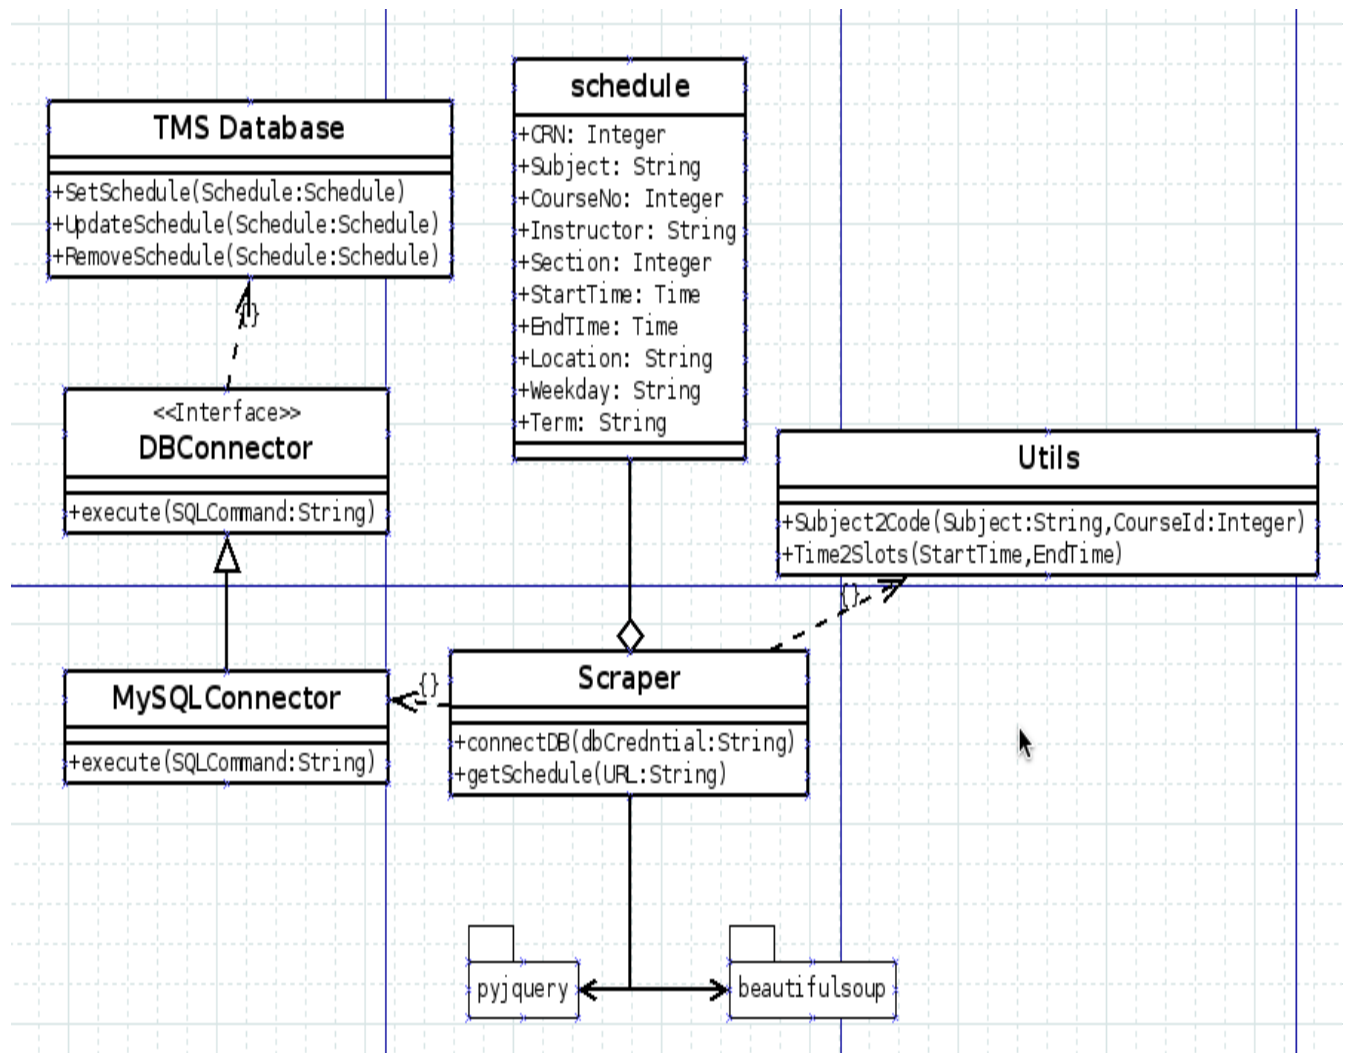 TMS Database
+SetSchedule(Schedule:Schedule)
+UpdateSchedule(Schedule:Schedule)
+RemoveSchedule(Schedule:Schedule)
{}
<<Interface>>
DBConnector
+execute(SQLCommand:String)
MySQLConnector
+execute(SQLCommand:String)
schedule
+CRN: Integer
+Subject: String
+CourseNo: Integer
+Instructor: String
+Section: Integer
+StartTime: Time
+EndTIme: Time
+Location: String
+Weekday: String
+Term: String
Utils
+Subject2Code(Subject:String,CourseId:Integer)
+Time2Slots(StartTime,EndTime)
{}
{}
Scraper
+connectDB(dbCredntial:String)
+getSchedule(URL:String)
pyjquery
beautifulsoup